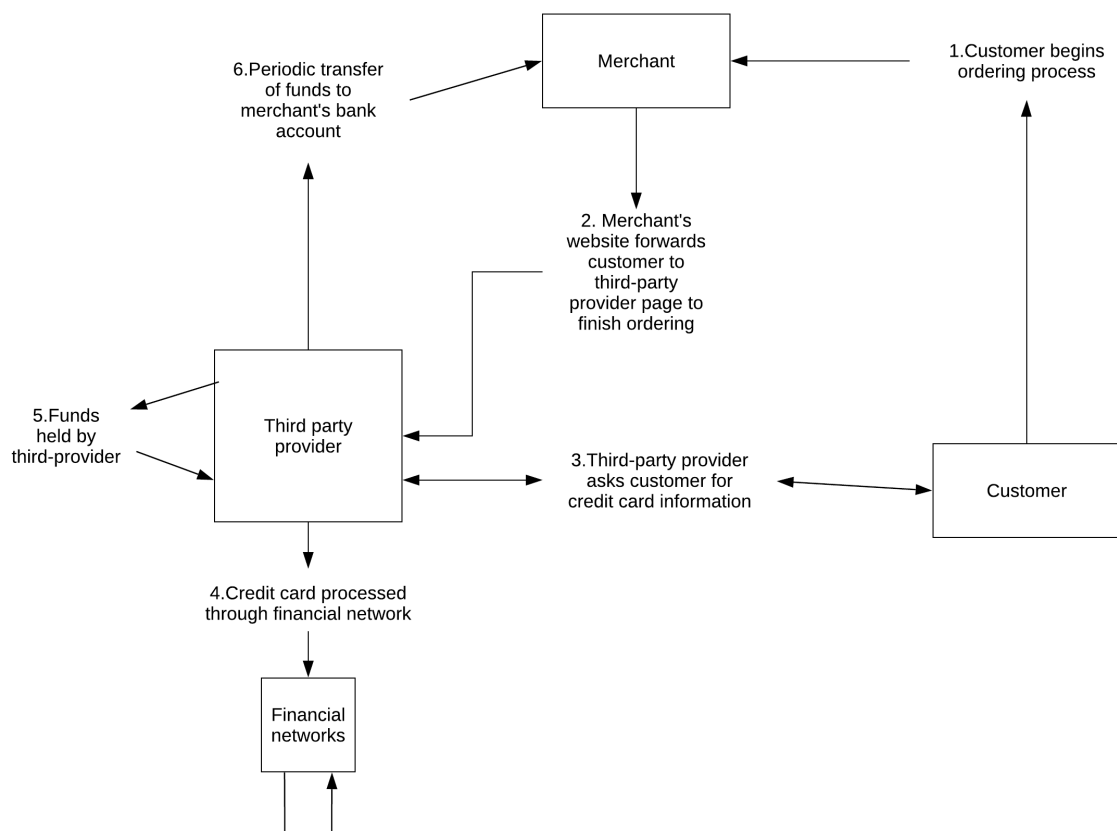 Merchant
1.Customer begins
ordering process
6.Periodic transfer
of funds to
merchant's bank
account
2. Merchant's
website forwards
customer to
third-party
provider page to
finish ordering
Third party
provider
5.Funds
held by
third-provider
3.Third-party provider
asks customer for
credit card information
Customer
4.Credit card processed
through financial network
Financial
networks